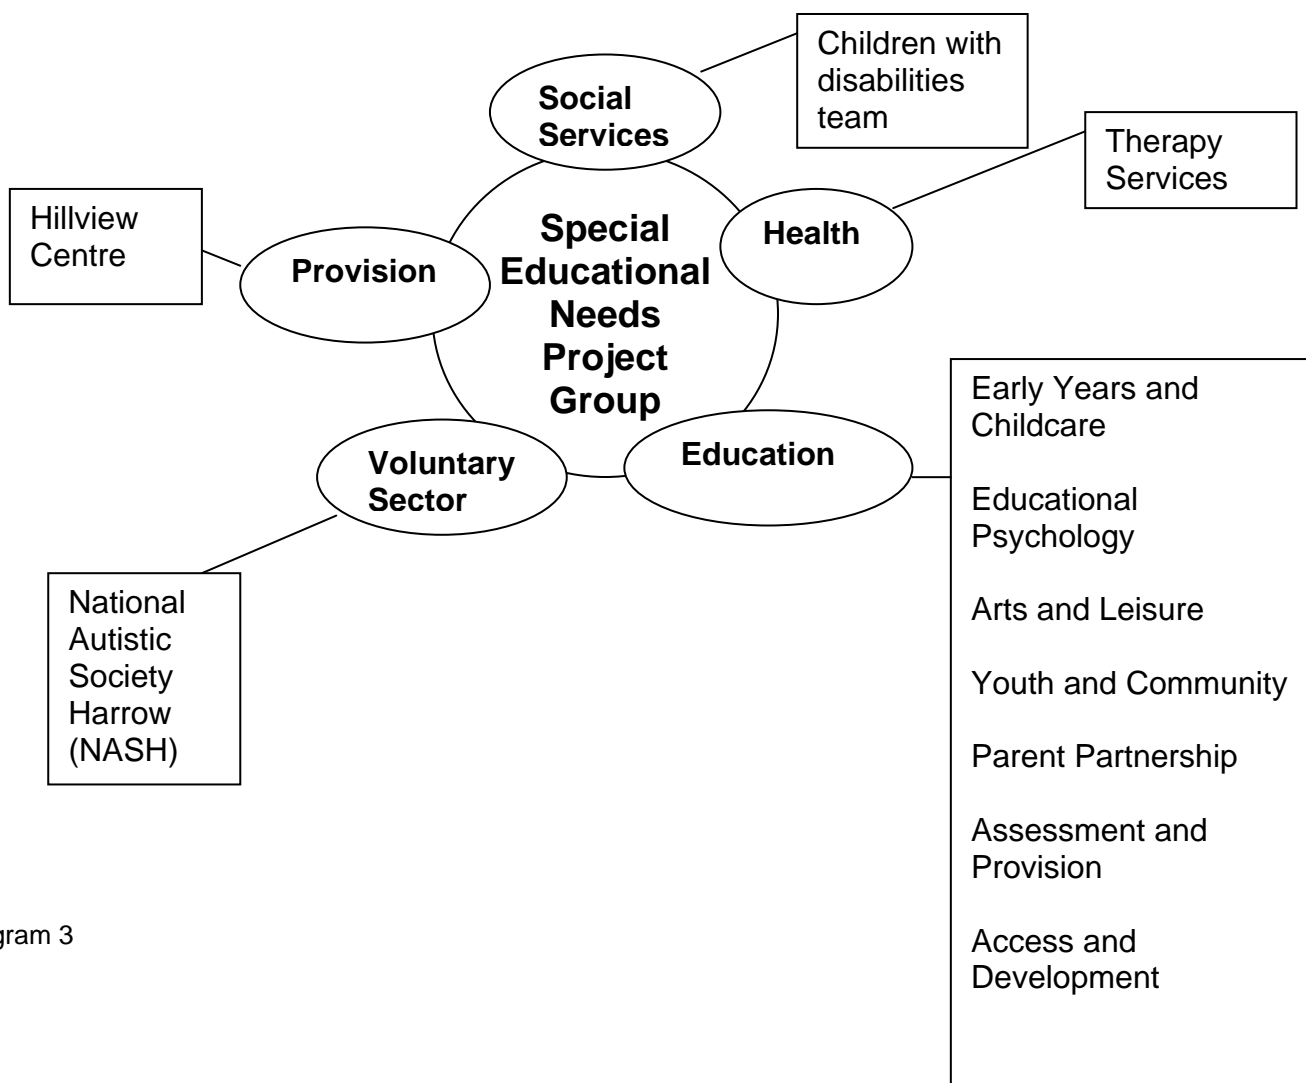 Children with
disabilities
team
Social
Services
Therapy
Services
Hillview
Centre
Health
Provision
Special
Educational
Needs
Project
Group
Early Years and
Childcare
Educational
Psychology
Arts and Leisure
Youth and Community
Parent Partnership
Assessment and
Provision
Access and
Development
Education
Voluntary
Sector
National
Autistic
Society
Harrow
(NASH)
gram 3